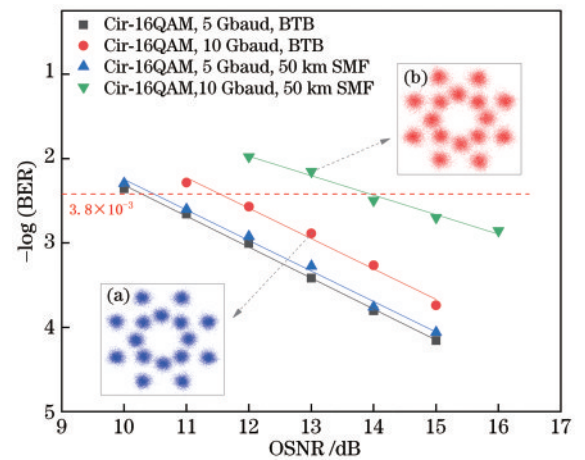 Cir-16QAM, 5 Gbaud, BTB
Cir-16QAM, 10 Gbaud, BTB
Cir-16QAM, 5 Gbaud, 50 km SMF
Cir-16QAM,10 Gbaud, 50 km SMF
1
2
3
4
5
−log (BER)
3.8×10⁻³
(a)
(b)
9 10 11 12 13 14 15 16 17
OSNR /dB